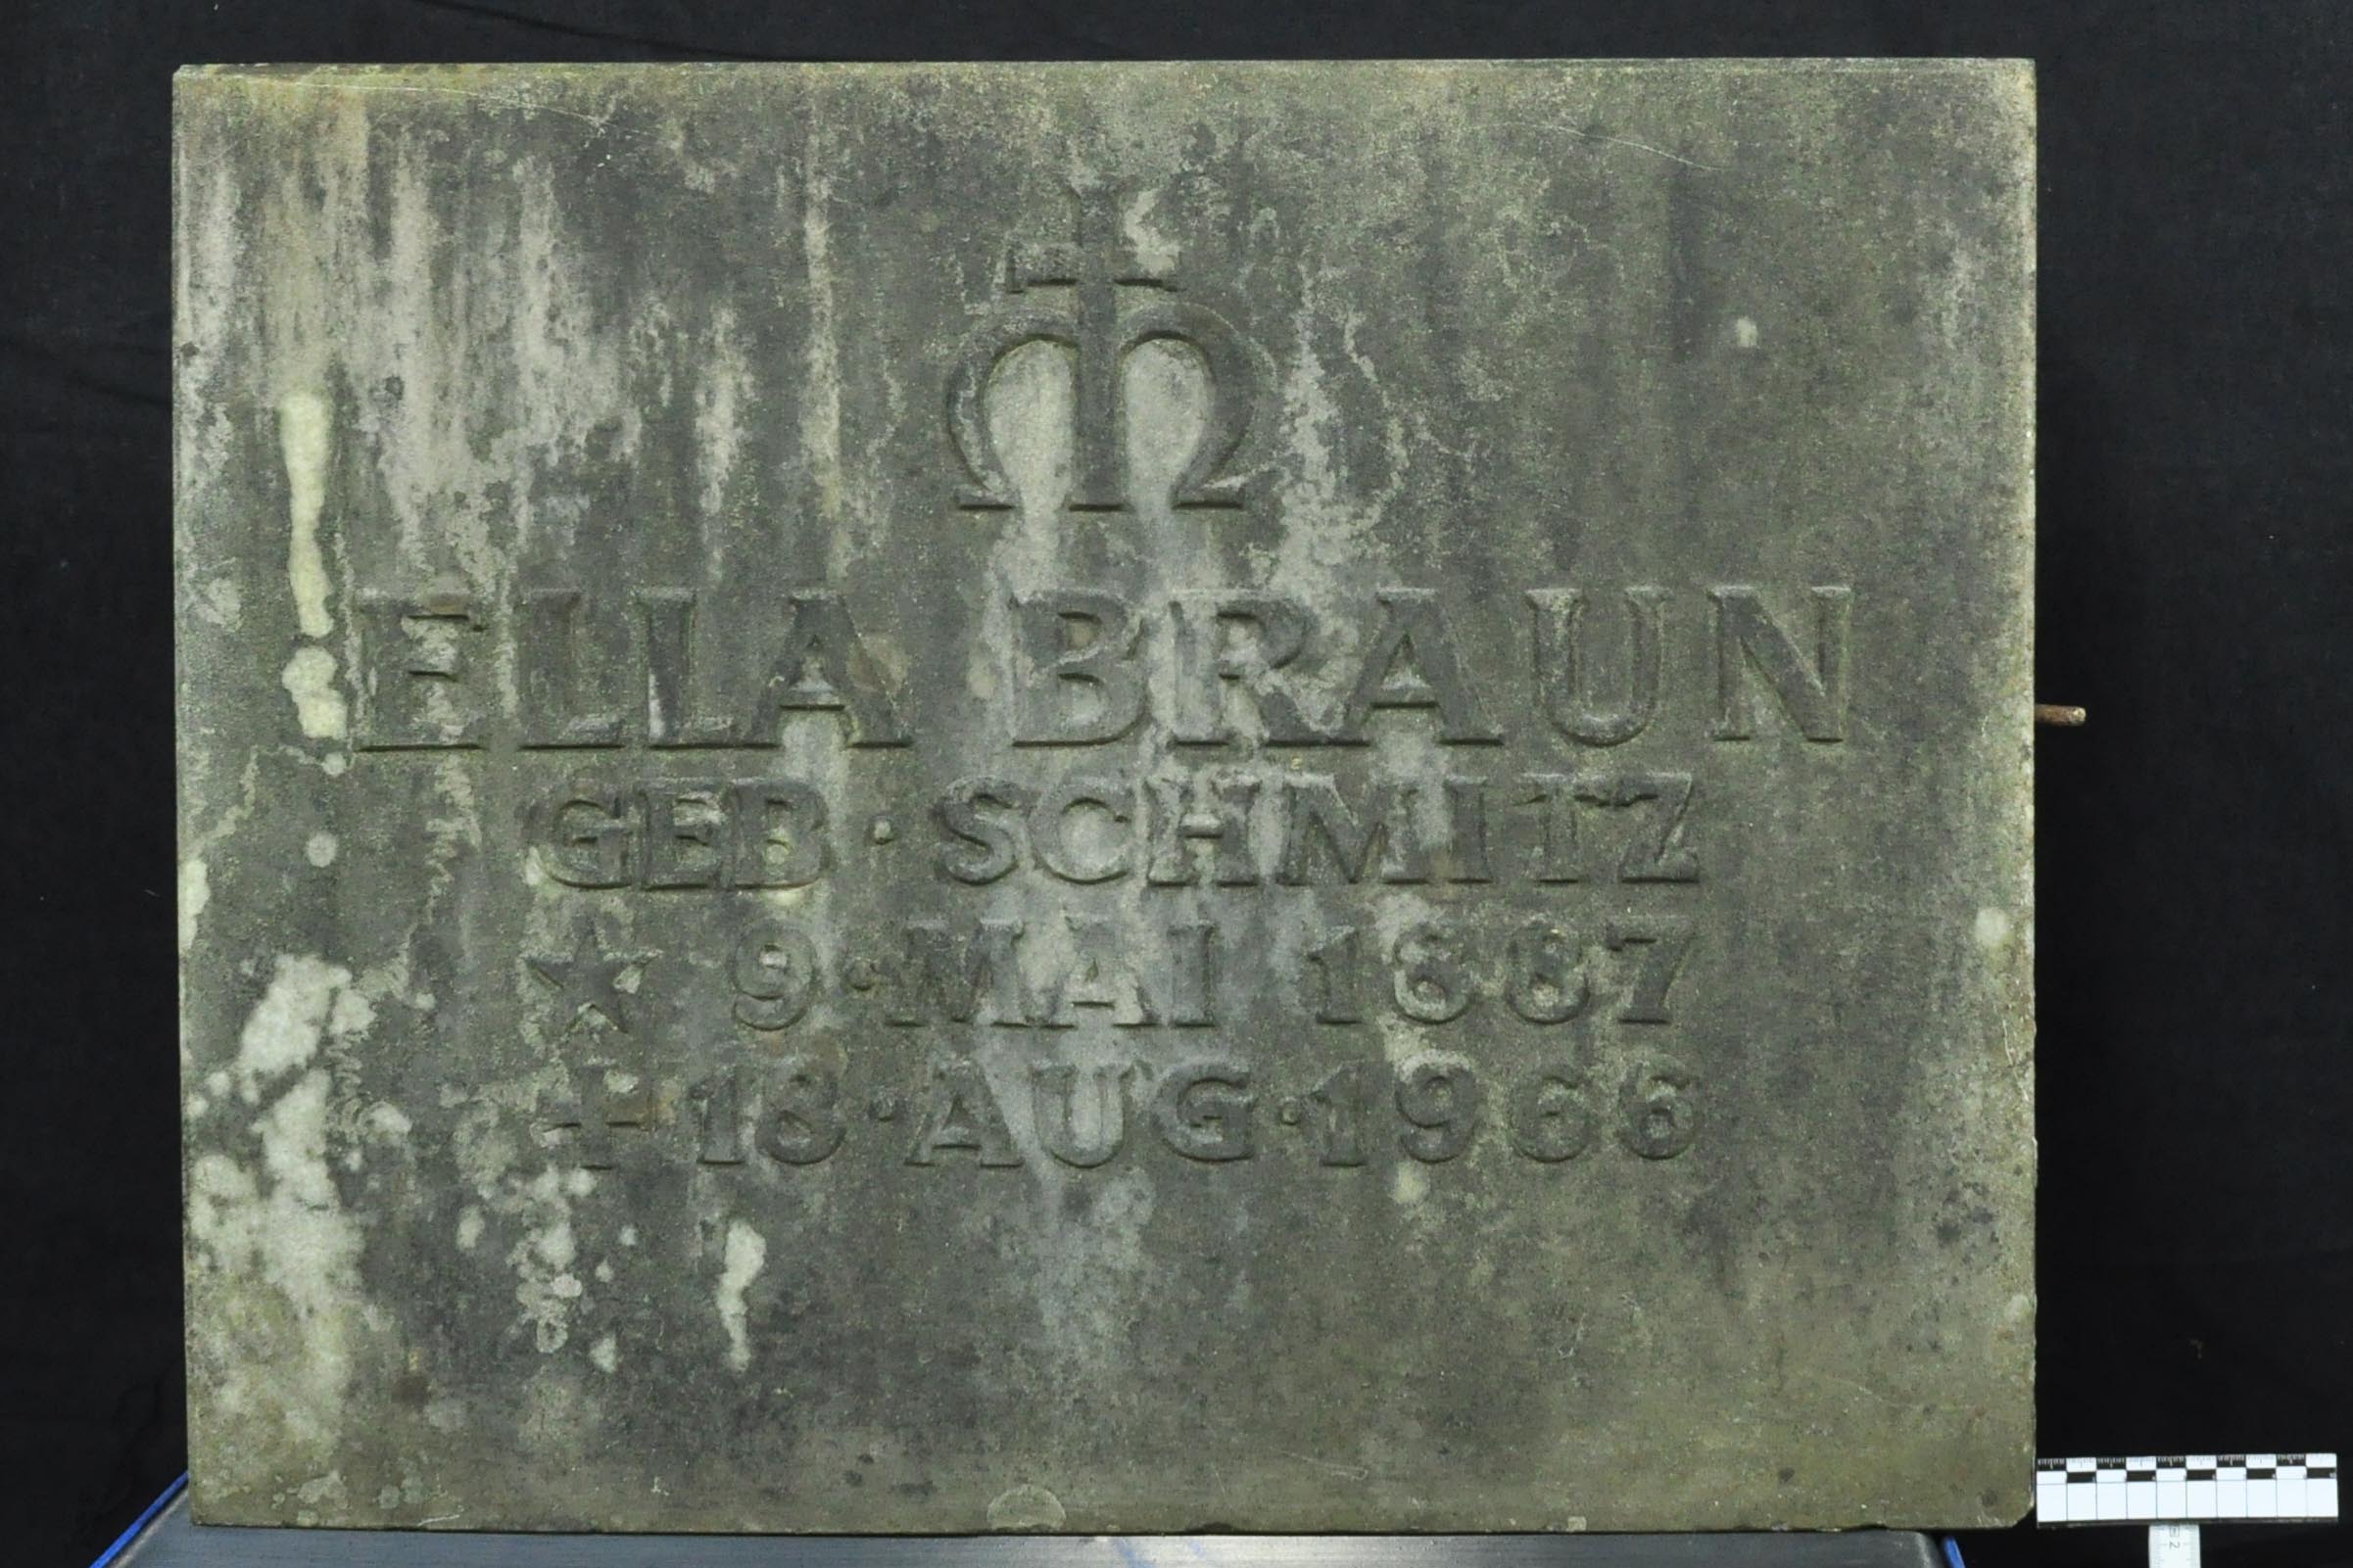 ELLA BRAUN
GEB · SCHMITZ
★ 9 · MAI 1887
† 18 · AUG · 1966